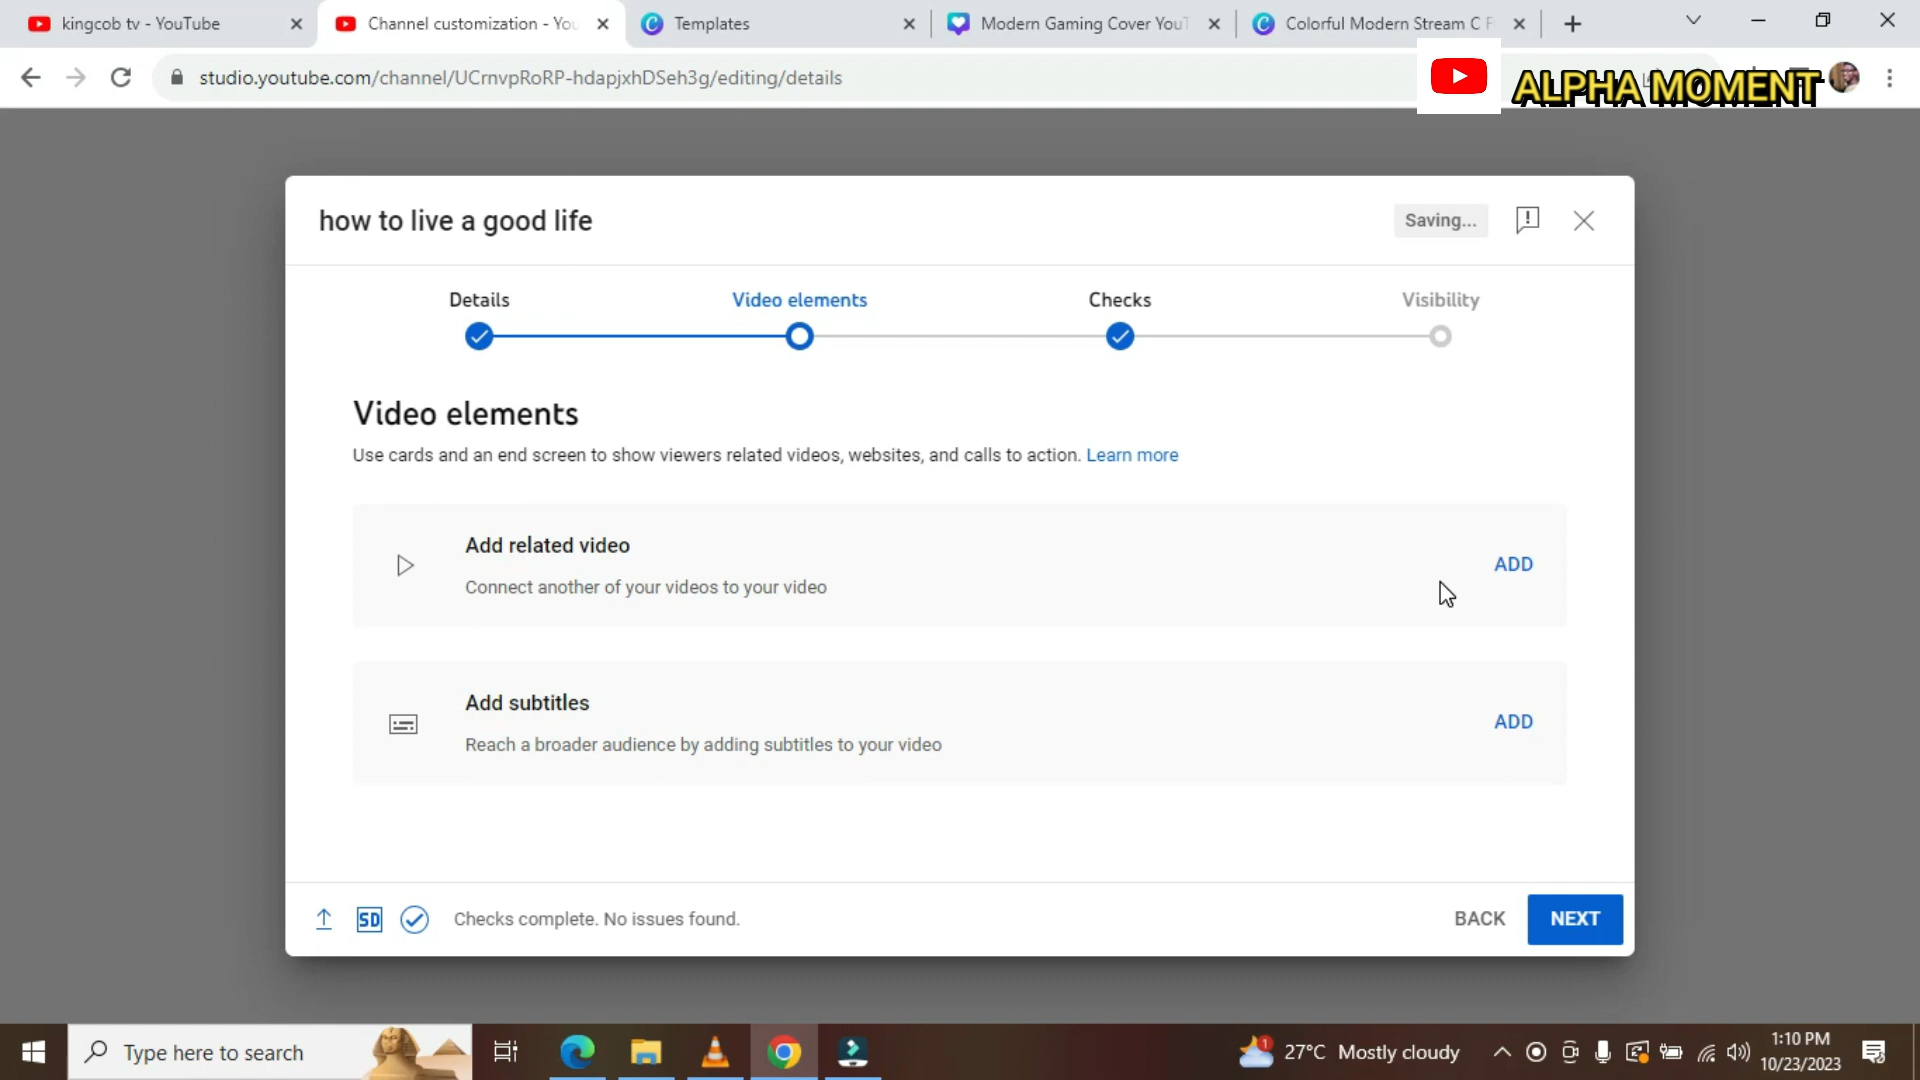 kingcob tv - YouTube
Channel customization - You
Templates
Modern Gaming Cover YouT
Colorful Modern Stream C F
studio.youtube.com/channel/UCrnvpRoRP-hdapjxhDSeh3g/editing/details
ALPHA MOMENT
how to live a good life
Saving...
Details
Video elements
Checks
Visibility
Video elements
Use cards and an end screen to show viewers related videos, websites, and calls to action. Learn more
Add related video
Connect another of your videos to your video
ADD
Add subtitles
Reach a broader audience by adding subtitles to your video
ADD
SD
Checks complete. No issues found.
BACK
NEXT
Type here to search
1
27°C Mostly cloudy
1:10 PM
10/23/2023